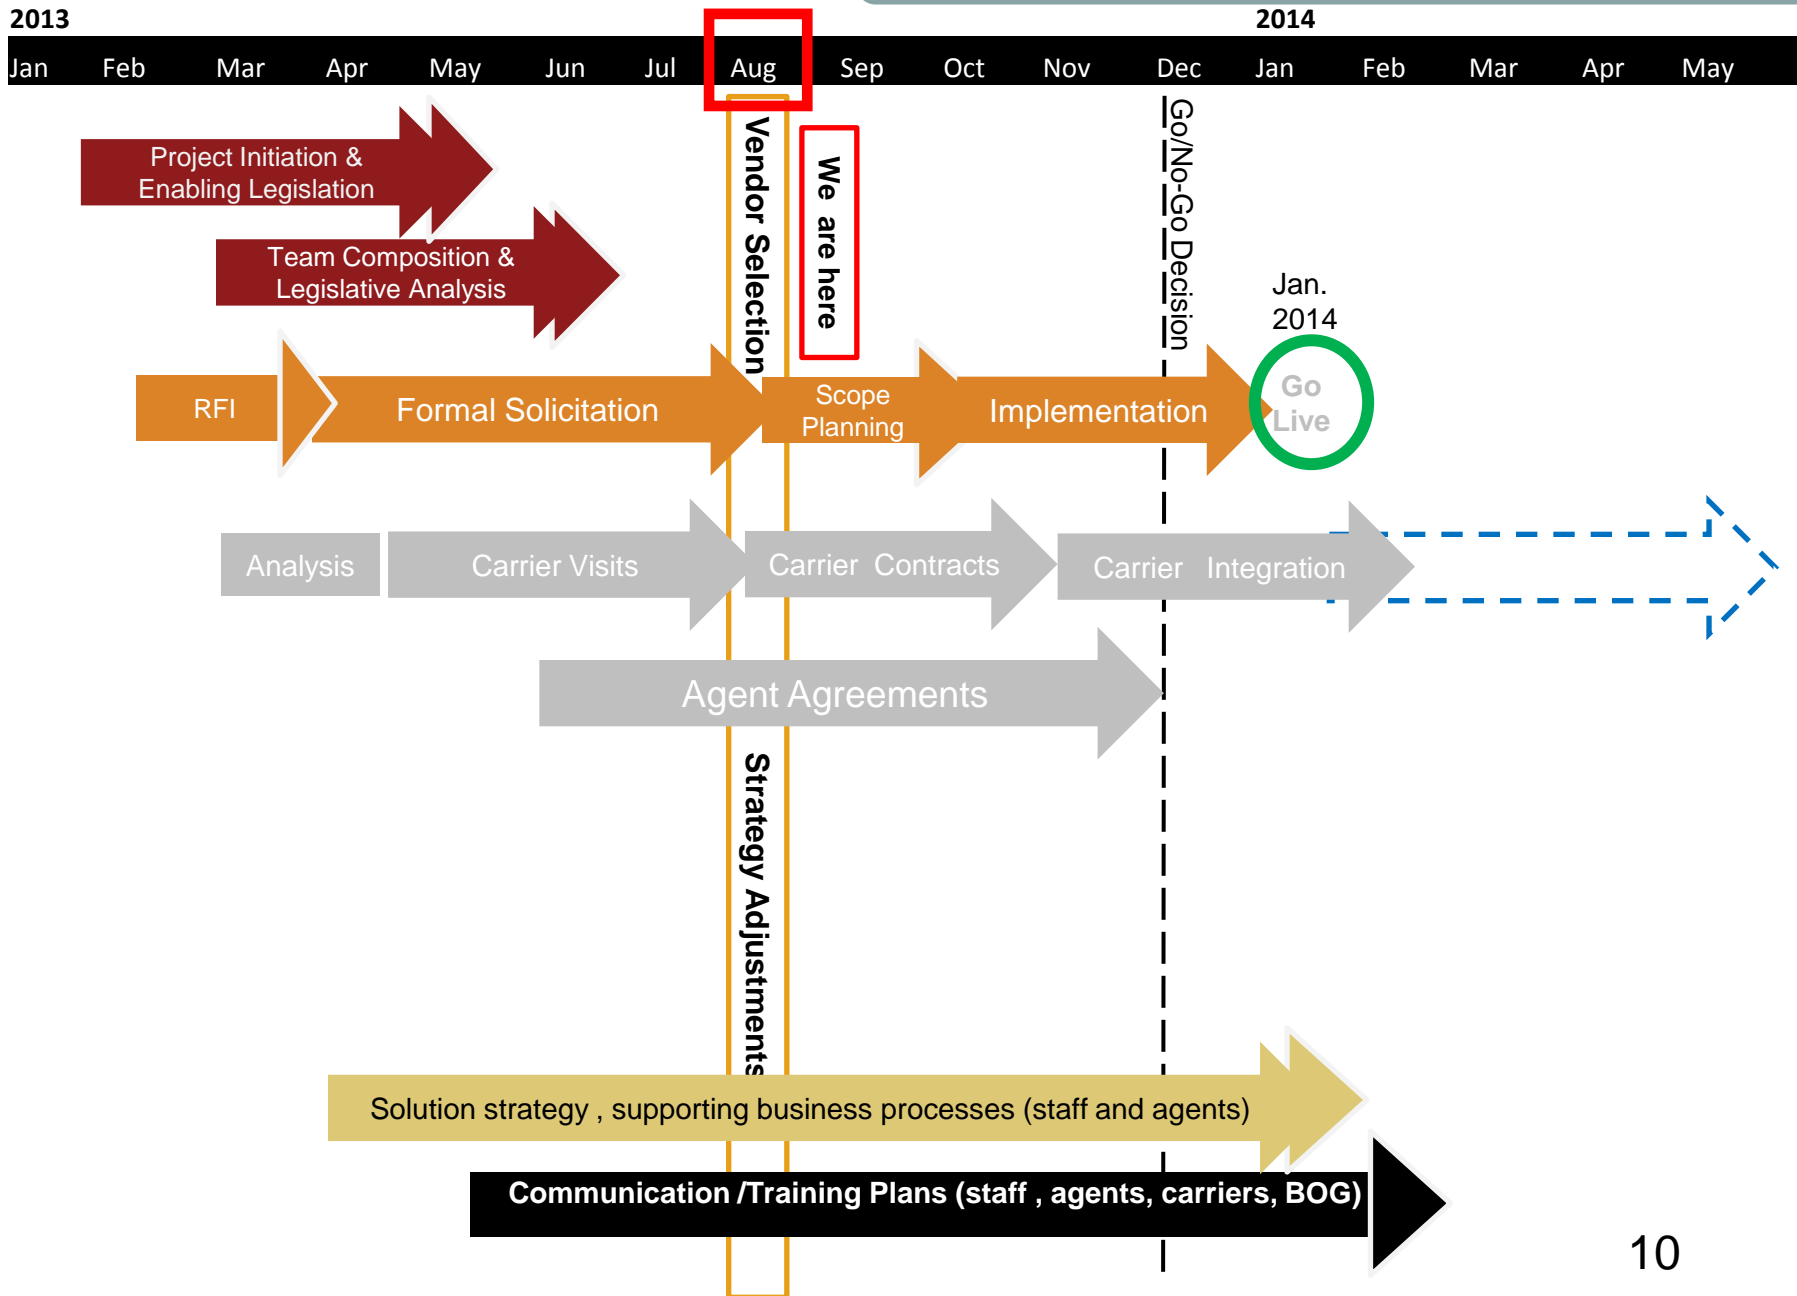 2013
2014
Jan Feb Mar Apr May Jun Jul Aug Sep Oct Nov Dec Jan Feb Mar Apr May
Project Initiation &
Enabling Legislation
Team Composition &
Legislative Analysis
Vendor Selection
We are here
Go/No-Go Decision
Jan.
2014
RFI
Formal Solicitation
Scope
Planning
Implementation
Go
Live
Analysis
Carrier Visits
Carrier Contracts
Carrier Integration
Agent Agreements
Strategy Adjustments
Solution strategy , supporting business processes (staff and agents)
Communication /Training Plans (staff , agents, carriers, BOG)
10